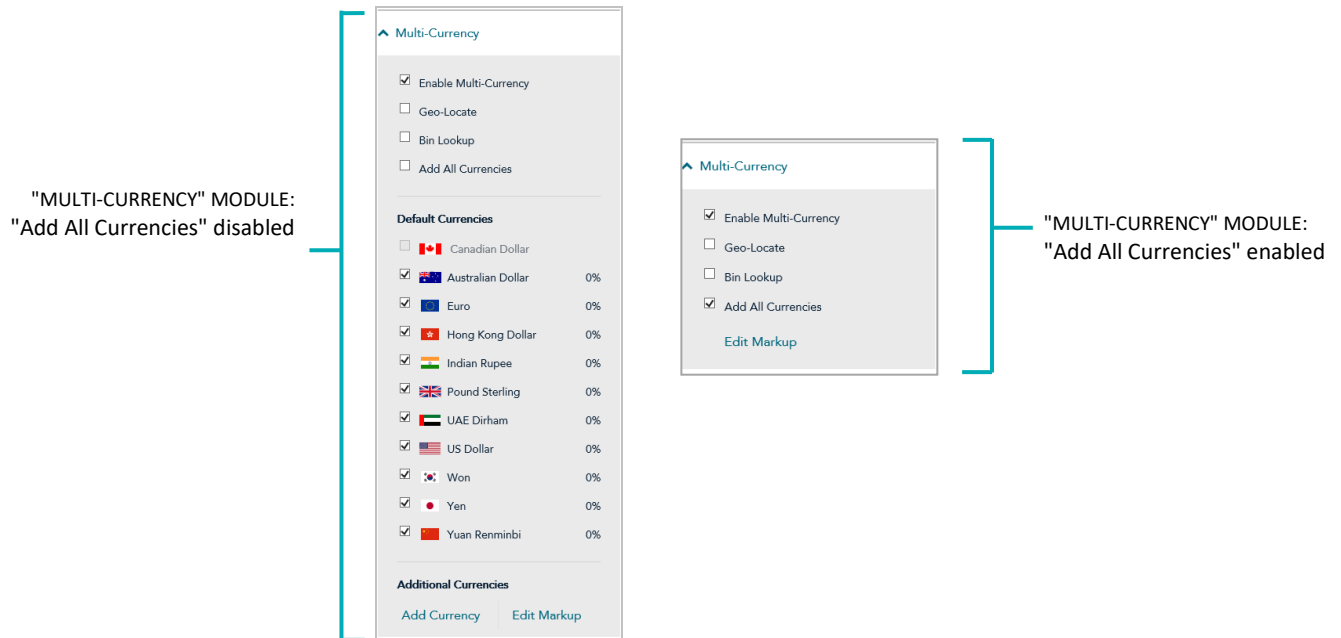 "MULTI-CURRENCY" MODULE:
"Add All Currencies" disabled
Multi-Currency
Enable Multi-Currency
Geo-Locate
Bin Lookup
Add All Currencies
Default Currencies
Canadian Dollar
Australian Dollar 0%
Euro 0%
Hong Kong Dollar 0%
Indian Rupee 0%
Pound Sterling 0%
UAE Dirham 0%
US Dollar 0%
Won 0%
Yen 0%
Yuan Renminbi 0%
Additional Currencies
Add Currency Edit Markup
Multi-Currency
Enable Multi-Currency
Geo-Locate
Bin Lookup
Add All Currencies
Edit Markup
"MULTI-CURRENCY" MODULE:
"Add All Currencies" enabled